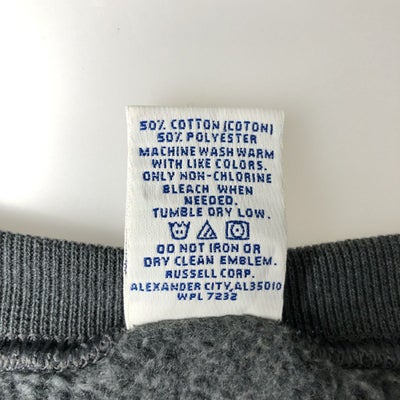 50% COTTON (COTON)
50% POLYESTER
MACHINE WASH WARM
WITH LIKE COLORS.
ONLY NON-CHLORINE
BLEACH WHEN
NEEDED.
TUMBLE DRY LOW.
DO NOT IRON OR
DRY CLEAN EMBLEM.
RUSSELL CORP.
ALEXANDER CITY, AL35010
WPL 7232